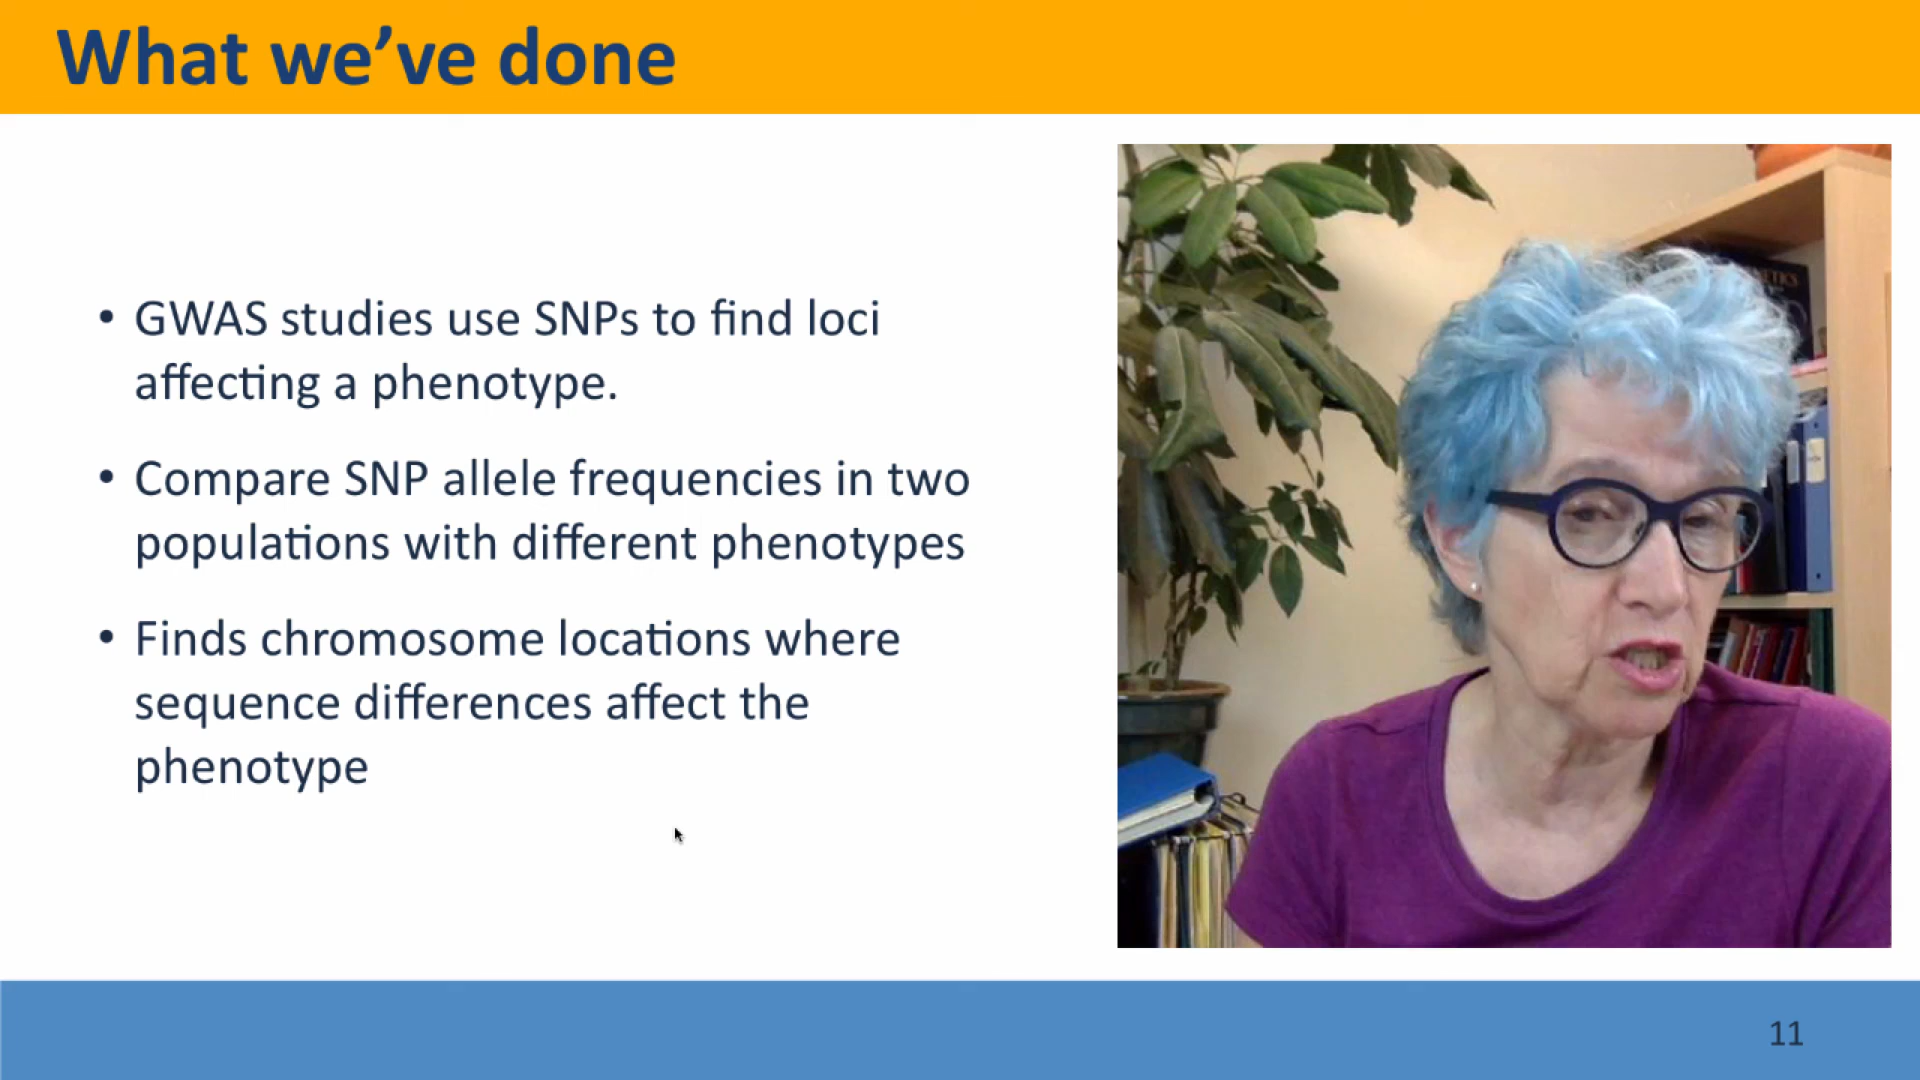 What we’ve done
• GWAS studies use SNPs to find loci
affecting a phenotype.
• Compare SNP allele frequencies in two
populations with different phenotypes
• Finds chromosome locations where
sequence differences affect the
phenotype
11